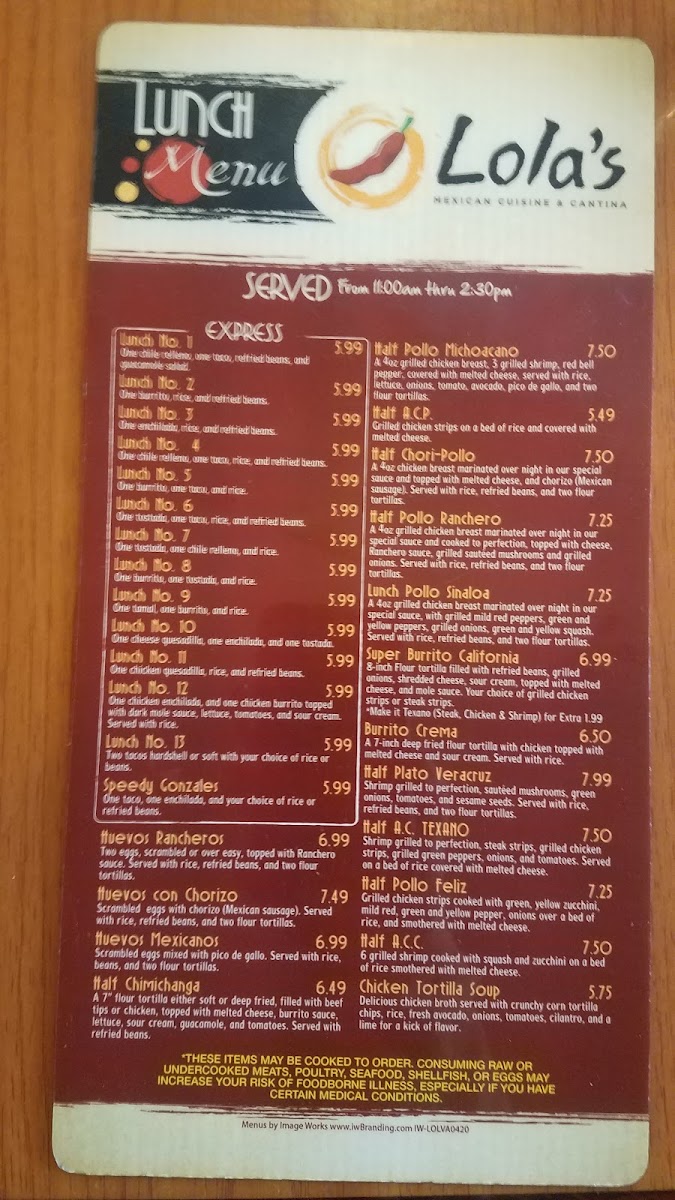 LUNCH
Menu
Lola's
MEXICAN CUISINE & CANTINA
SERVED From 11:00am thru 2:30pm
EXPRESS
Lunch No. 1 5.99
One chile relleno, one taco, refried beans, and
guacamole salad.
Lunch No. 2 5.99
One burrito, rice, and refried beans.
Lunch No. 3 5.99
One enchilada, rice, and refried beans.
Lunch No. 4 5.99
One chile relleno, one taco, rice, and refried beans.
Lunch No. 5 5.99
One burrito, one taco, and rice.
Lunch No. 6 5.99
One tostada, one taco, rice, and refried beans.
Lunch No. 7 5.99
One tostada, one chile relleno, and rice.
Lunch No. 8 5.99
One burrito, one tostada, and rice.
Lunch No. 9 5.99
One tamal, one burrito, and rice.
Lunch No. 10 5.99
One cheese quesadilla, one enchilada, and one tostada.
Lunch No. 11 5.99
One chicken quesadilla, rice, and refried beans.
Lunch No. 12 5.99
One chicken enchilada, and one chicken burrito topped
with dark mole sauce, lettuce, tomatoes, and sour cream.
Served with rice.
Lunch No. 13 5.99
Two tacos hardshell or soft with your choice of rice or
beans.
Speedy Gonzales 5.99
One taco, one enchilada, and your choice of rice or
refried beans.
Huevos Rancheros 6.99
Two eggs, scrambled or over easy, topped with Ranchero
sauce. Served with rice, refried beans, and two flour
tortillas.
Huevos con Chorizo 7.49
Scrambled eggs with chorizo (Mexican sausage). Served
with rice, refried beans, and two flour tortillas.
Huevos Mexicanos 6.99
Scrambled eggs mixed with pico de gallo. Served with rice,
beans, and two flour tortillas.
Half Chimichanga 6.49
A 7" flour tortilla either soft or deep fried, filled with beef
tips or chicken, topped with melted cheese, burrito sauce,
lettuce, sour cream, guacamole, and tomatoes. Served with
refried beans.
Half Pollo Michoacano 7.50
A 4oz grilled chicken breast, 3 grilled shrimp, red bell
pepper, covered with melted cheese, served with rice,
lettuce, onions, tomato, avocado, pico de gallo, and two
flour tortillas.
Half A.C.P. 5.49
Grilled chicken strips on a bed of rice and covered with
melted cheese.
Half Chori-Pollo 7.50
A 4oz chicken breast marinated over night in our special
sauce and topped with melted cheese, and chorizo (Mexican
sausage). Served with rice, refried beans, and two flour
tortillas.
Half Pollo Ranchero 7.25
A 4oz grilled chicken breast marinated over night in our
special sauce and cooked to perfection, topped with cheese,
Ranchero sauce, grilled sautéed mushrooms and grilled
onions. Served with rice, refried beans, and two flour
tortillas.
Lunch Pollo Sinaloa 7.25
A 4oz grilled chicken breast marinated over night in our
special sauce, with grilled mild red peppers, green and
yellow peppers, grilled onions, green and yellow squash.
Served with rice, refried beans, and two flour tortillas.
Super Burrito California 6.99
8-inch Flour tortilla filled with refried beans, grilled
onions, shredded cheese, sour cream, topped with melted
cheese, and mole sauce. Your choice of grilled chicken
strips or steak strips.
*Make it Texano (Steak, Chicken & Shrimp) for Extra 1.99
Burrito Crema 6.50
A 7-inch deep fried flour tortilla with chicken topped with
melted cheese and sour cream. Served with rice.
Half Plato Veracruz 7.99
Shrimp grilled to perfection, sautéed mushrooms, green
onions, tomatoes, and sesame seeds. Served with rice,
refried beans, and two flour tortillas.
Half A.C. TEXANO 7.50
Shrimp grilled to perfection, steak strips, grilled chicken
strips, grilled green peppers, onions, and tomatoes. Served
on a bed of rice covered with melted cheese.
Half Pollo Feliz 7.25
Grilled chicken strips cooked with green, yellow zucchini,
mild red, green and yellow pepper, onions over a bed of
rice, and smothered with melted cheese.
Half A.C.C. 7.50
6 grilled shrimp cooked with squash and zucchini on a bed
of rice smothered with melted cheese.
Chicken Tortilla Soup 5.75
Delicious chicken broth served with crunchy corn tortilla
chips, rice, fresh avocado, onions, tomatoes, cilantro, and a
lime for a kick of flavor.
*THESE ITEMS MAY BE COOKED TO ORDER. CONSUMING RAW OR
UNDERCOOKED MEATS, POULTRY, SEAFOOD, SHELLFISH, OR EGGS MAY
INCREASE YOUR RISK OF FOODBORNE ILLNESS, ESPECIALLY IF YOU HAVE
CERTAIN MEDICAL CONDITIONS.
Menus by Image Works www.iwBranding.com IW-LOLVA0420